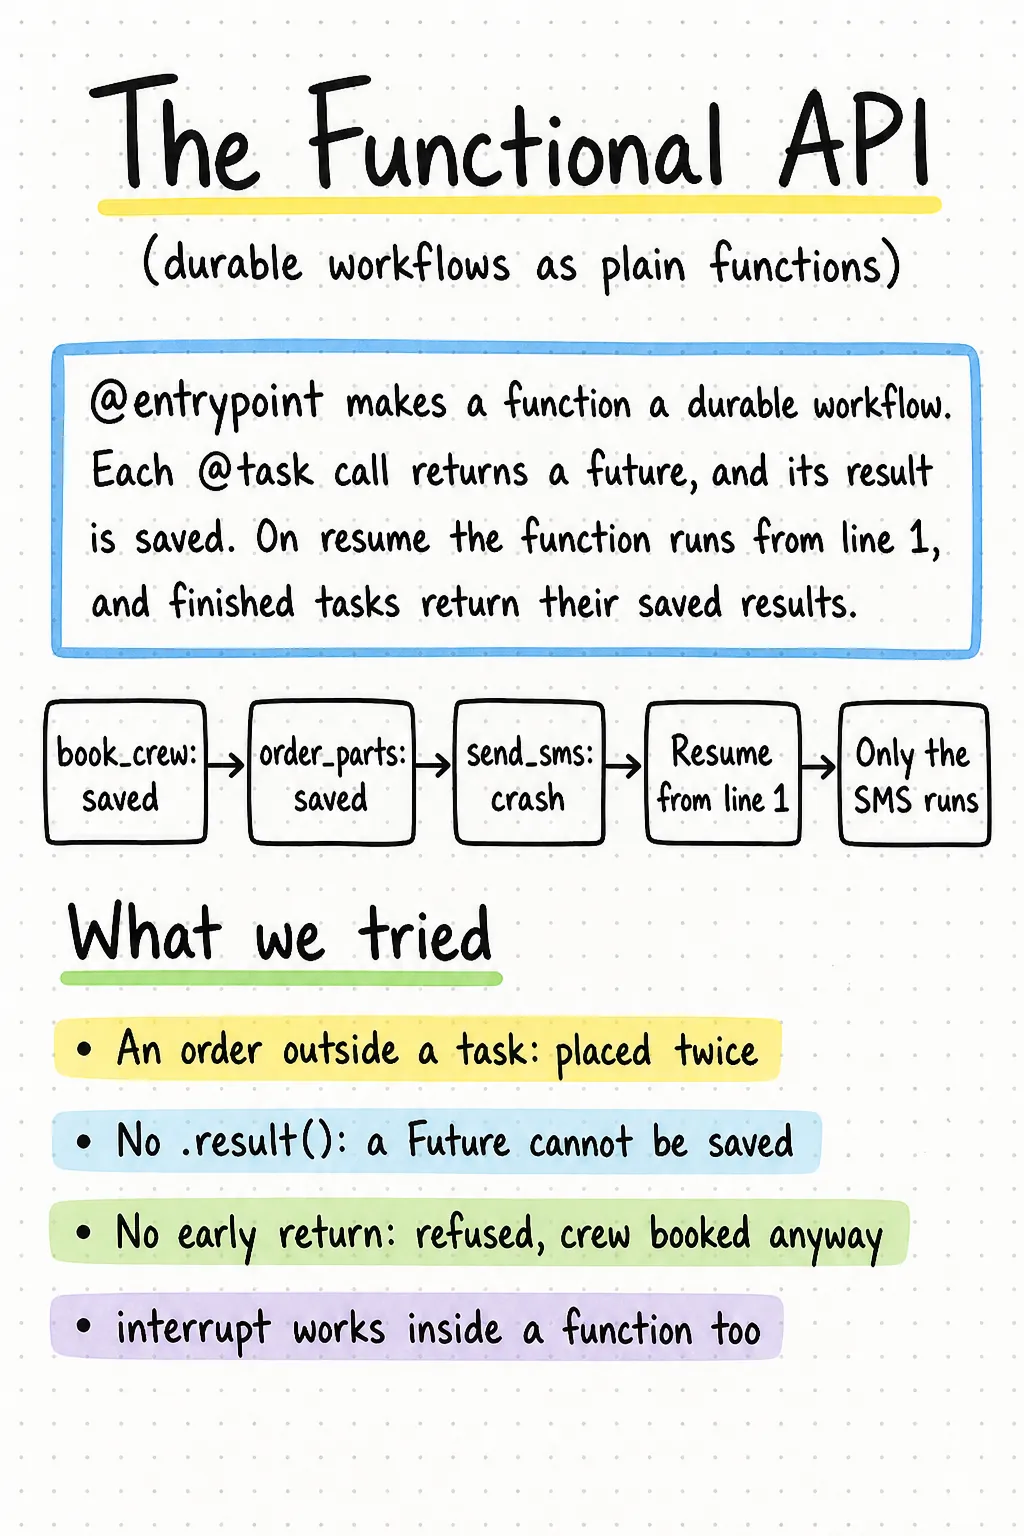 The Functional API
(durable workflows as plain functions)
@entrypoint makes a function a durable workflow.
Each @task call returns a future, and its result
is saved. On resume the function runs from line 1,
and finished tasks return their saved results.
book_crew:
saved
order_parts:
saved
send_sms:
crash
Resume
from line 1
Only the
SMS runs
What we tried
• An order outside a task: placed twice
• No .result(): a Future cannot be saved
• No early return: refused, crew booked anyway
• interrupt works inside a function too